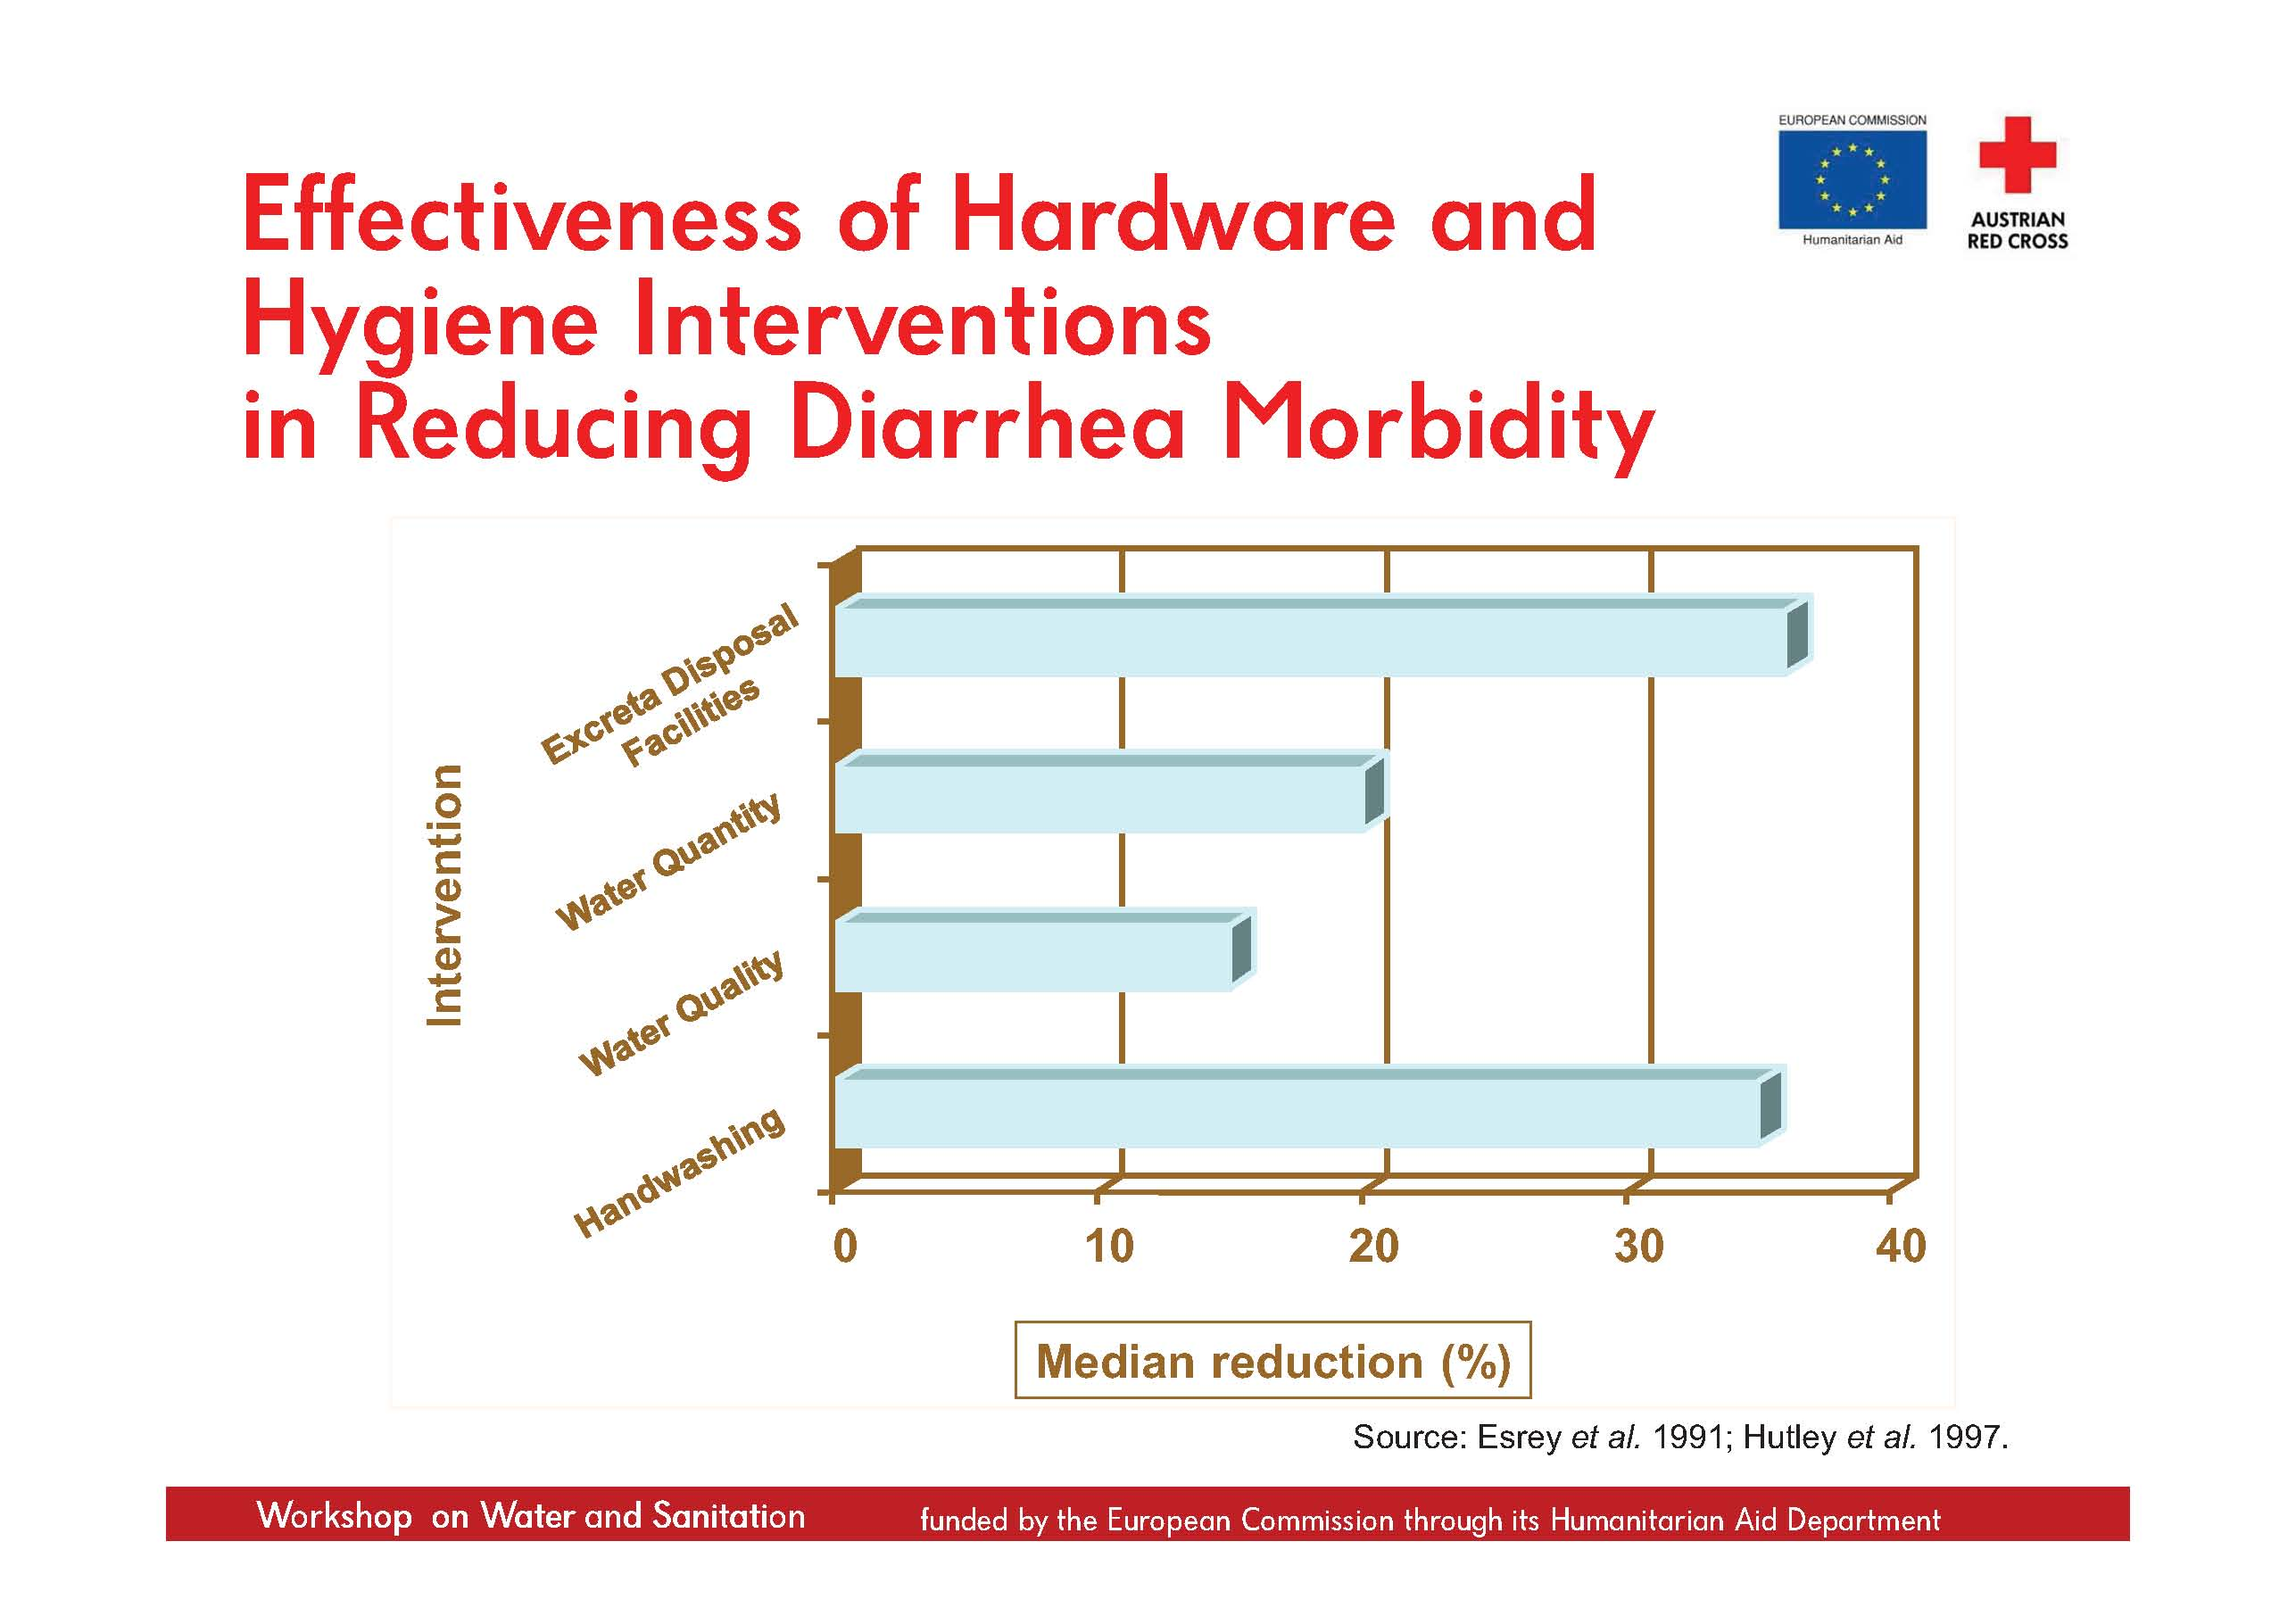 EUROPEAN COMMISSION
Humanitarian Aid
AUSTRIAN
RED CROSS
Effectiveness of Hardware and
Hygiene Interventions
in Reducing Diarrhea Morbidity
Intervention
Excreta Disposal
Facilities
Water Quantity
Water Quality
Handwashing
0 10 20 30 40
Median reduction (%)
Source: Esrey et al. 1991; Hutley et al. 1997.
Workshop on Water and Sanitation funded by the European Commission through its Humanitarian Aid Department